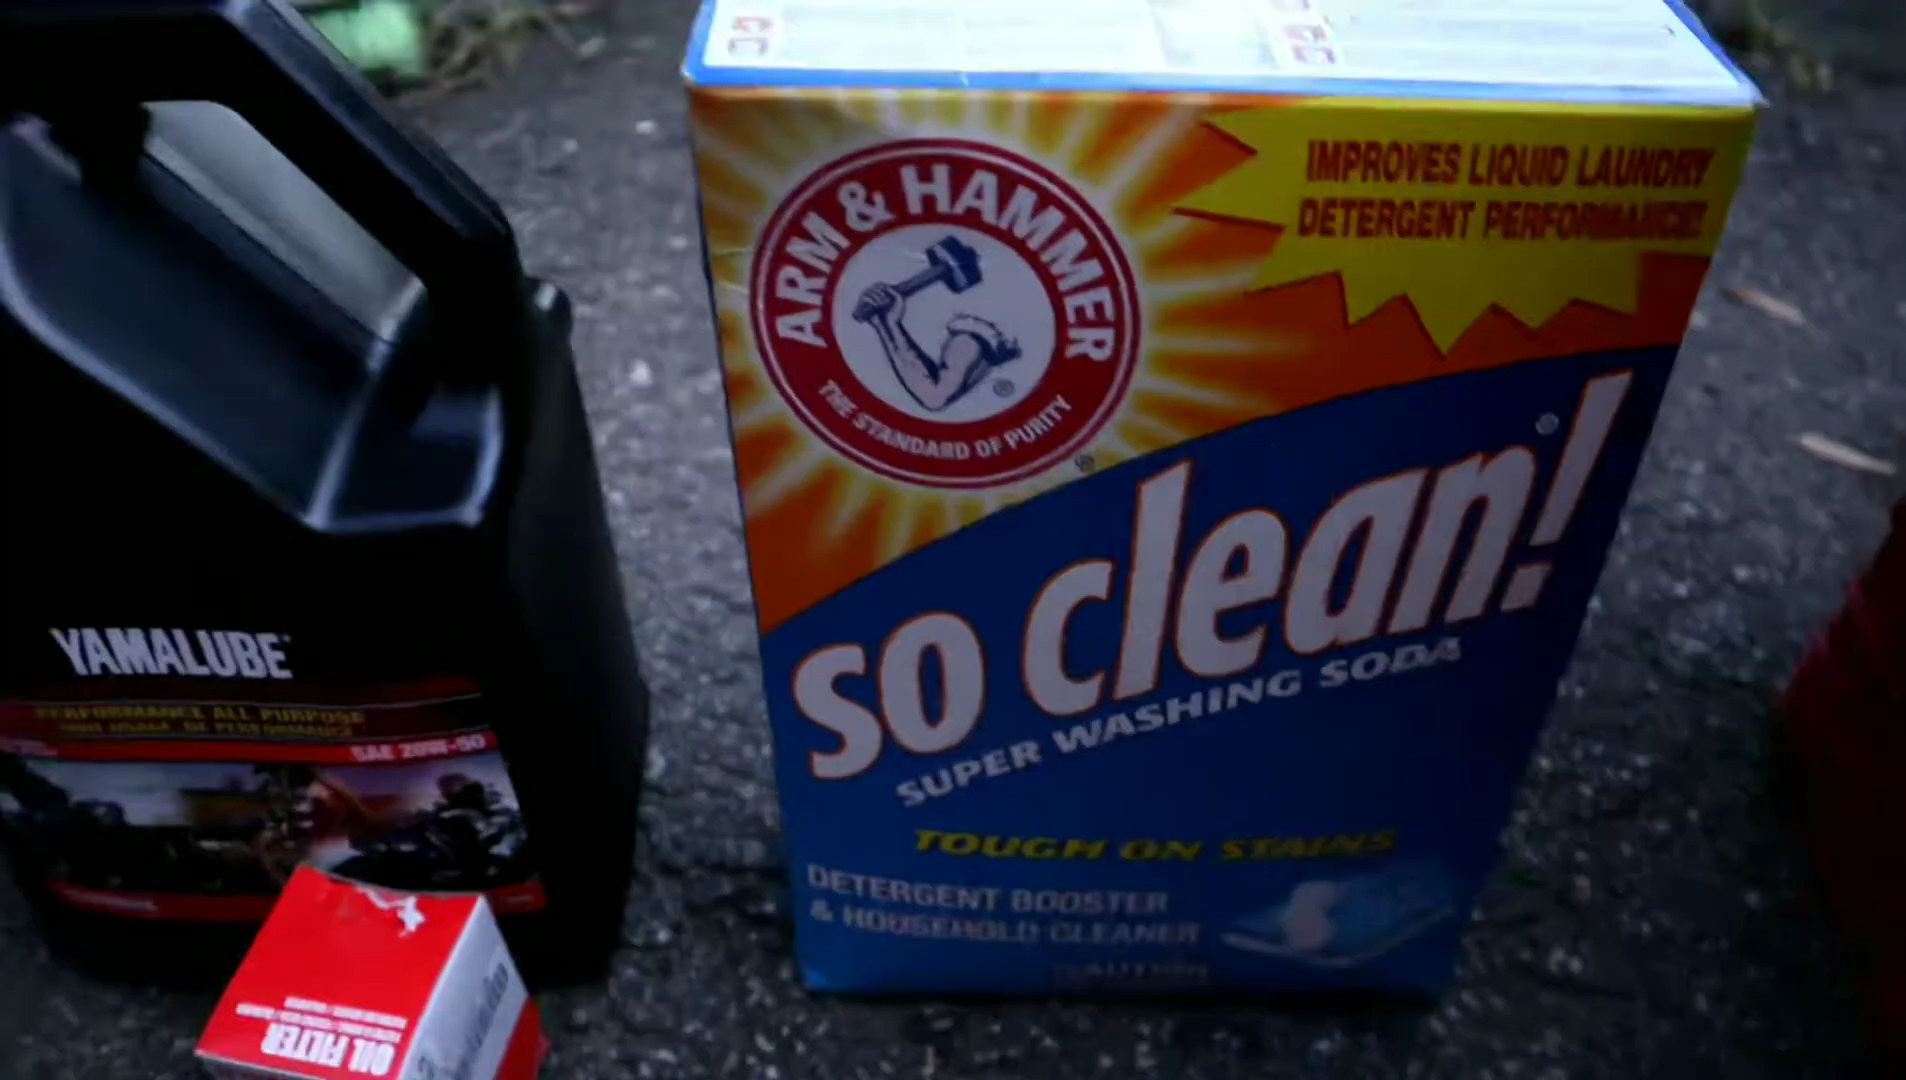 YAMALUBE
PERFORMANCE ALL PURPOSE
SAE 20W-50
OIL FILTER
ARM & HAMMER
THE STANDARD OF PURITY
IMPROVES LIQUID LAUNDRY
DETERGENT PERFORMANCE!
so clean!
SUPER WASHING SODA
TOUGH ON STAINS
DETERGENT BOOSTER
& HOUSEHOLD CLEANER
CAUTION